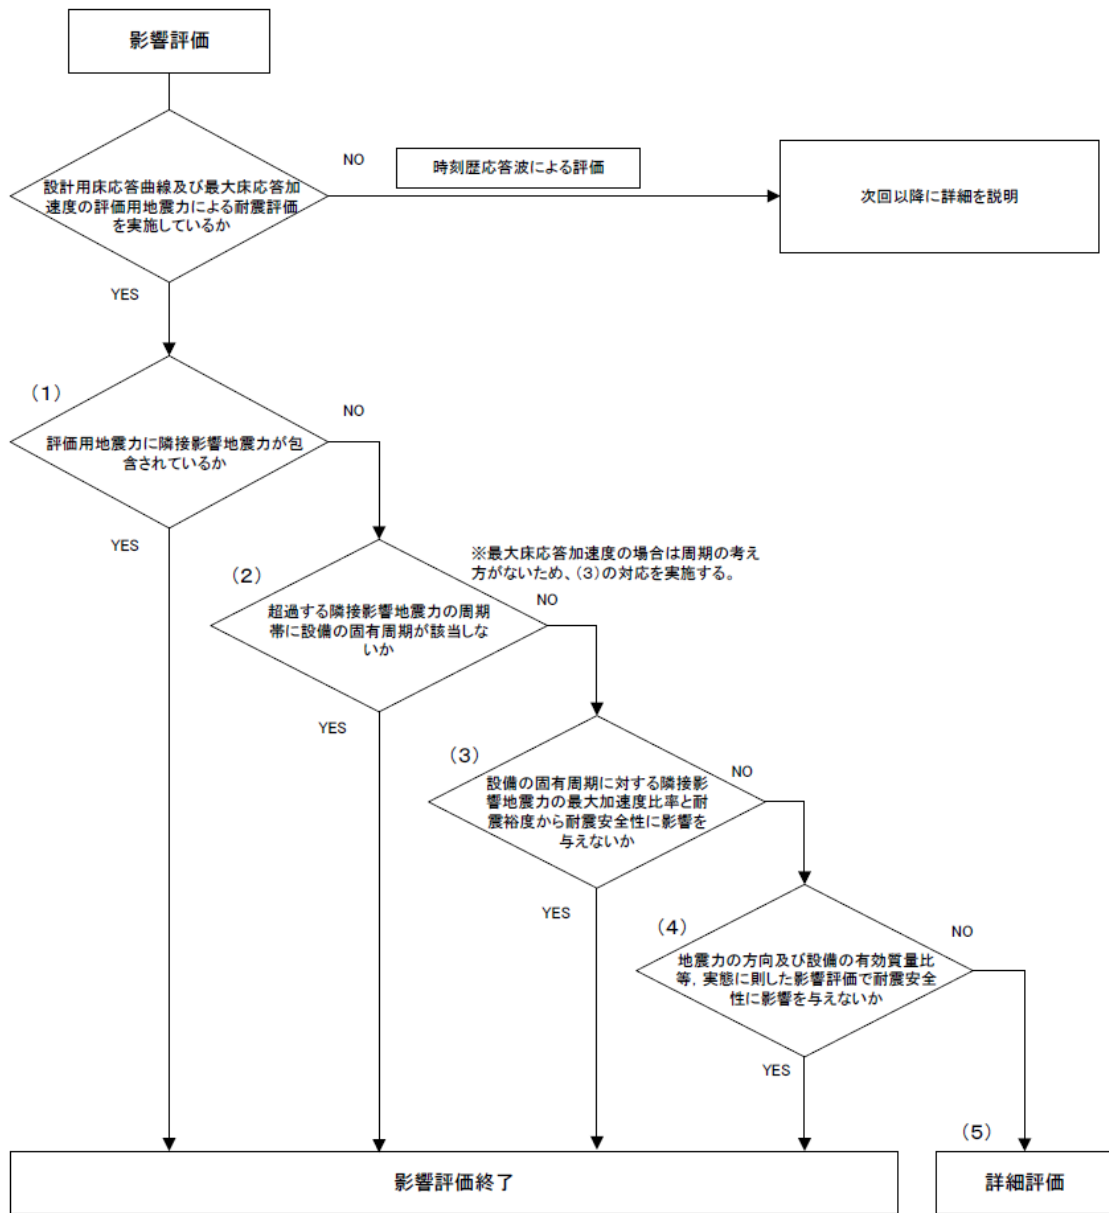 影響評価
設計用床応答曲線及び最大床応答加
速度の評価用地震力による耐震評価
を実施しているか
NO
時刻歴応答波による評価
次回以降に詳細を説明
YES
(1)
評価用地震力に隣接影響地震力が包
含されているか
NO
YES
(2)
超過する隣接影響地震力の周期
帯に設備の固有周期が該当しな
いか
※最大床応答加速度の場合は周期の考え
方がないため、(3)の対応を実施する。
NO
YES
(3)
設備の固有周期に対する隣接影
響地震力の最大加速度比率と耐
震裕度から耐震安全性に影響を
与えないか
NO
YES
(4)
地震力の方向及び設備の有効質量比
等，実態に則した影響評価で耐震安全
性に影響を与えないか
NO
YES
(5)
影響評価終了
詳細評価